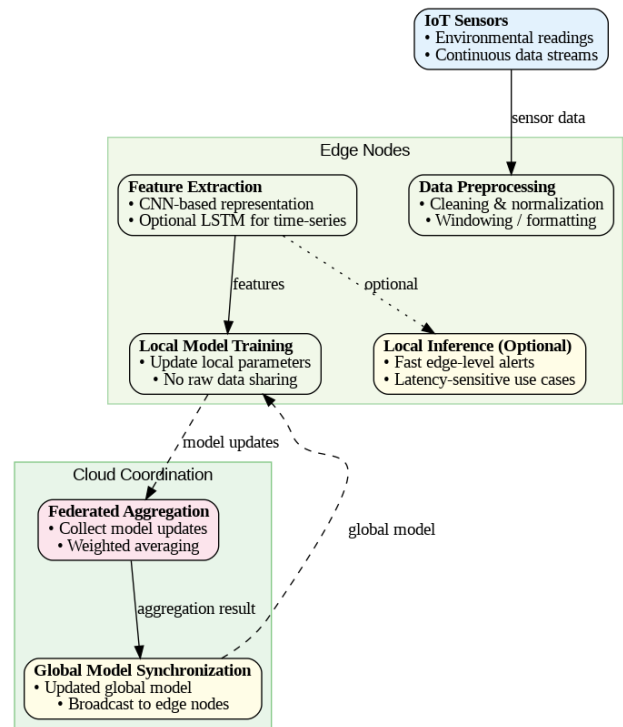 IoT Sensors
• Environmental readings
• Continuous data streams
sensor data
Edge Nodes
Feature Extraction
• CNN-based representation
• Optional LSTM for time-series
Data Preprocessing
• Cleaning & normalization
• Windowing / formatting
features
optional
Local Model Training
• Update local parameters
• No raw data sharing
Local Inference (Optional)
• Fast edge-level alerts
• Latency-sensitive use cases
model updates
Cloud Coordination
Federated Aggregation
• Collect model updates
• Weighted averaging
global model
aggregation result
Global Model Synchronization
• Updated global model
• Broadcast to edge nodes